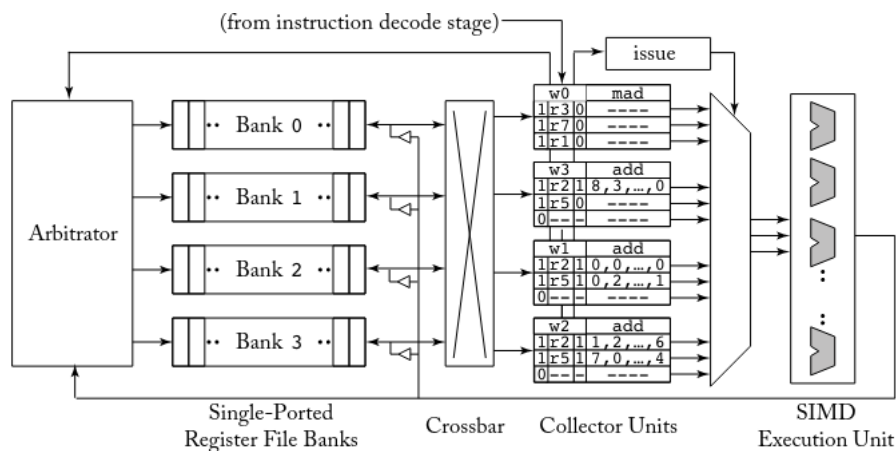 (from instruction decode stage)
issue
w0 mad
1 r3 0 ----
1 r7 0 ----
1 r1 0 ----
w3 add
1 r2 1 8,3,…,0
1 r5 0 ----
0 -- - ----
w1 add
1 r2 1 0,0,…,0
1 r5 1 0,2,…,1
0 -- - ----
w2 add
1 r2 1 1,2,…,6
1 r5 1 7,0,…,4
0 -- - ----
Arbitrator
Bank 0
Bank 1
Bank 2
Bank 3
Single-Ported
Register File Banks
Crossbar
Collector Units
SIMD
Execution Unit